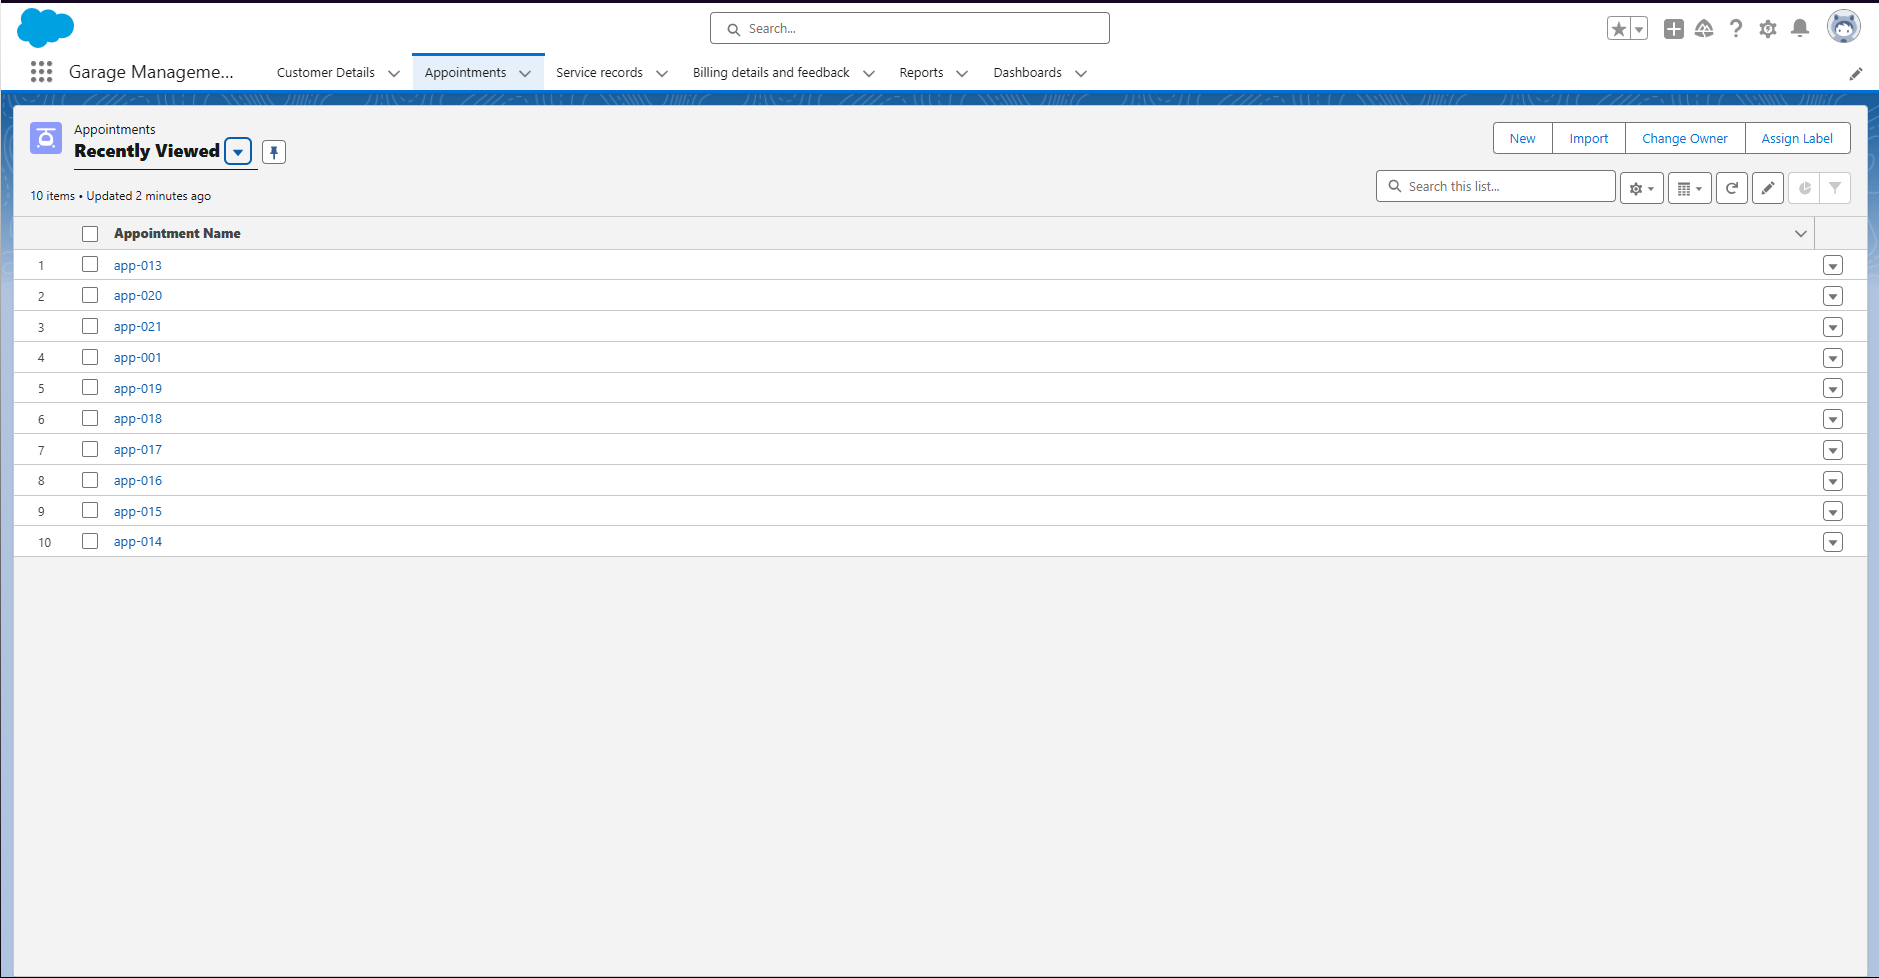 Search...
Garage Manageme...
Customer Details
Appointments
Service records
Billing details and feedback
Reports
Dashboards
Appointments
Recently Viewed
New
Import
Change Owner
Assign Label
10 items • Updated 2 minutes ago
Search this list...
Appointment Name
1 app-013
2 app-020
3 app-021
4 app-001
5 app-019
6 app-018
7 app-017
8 app-016
9 app-015
10 app-014